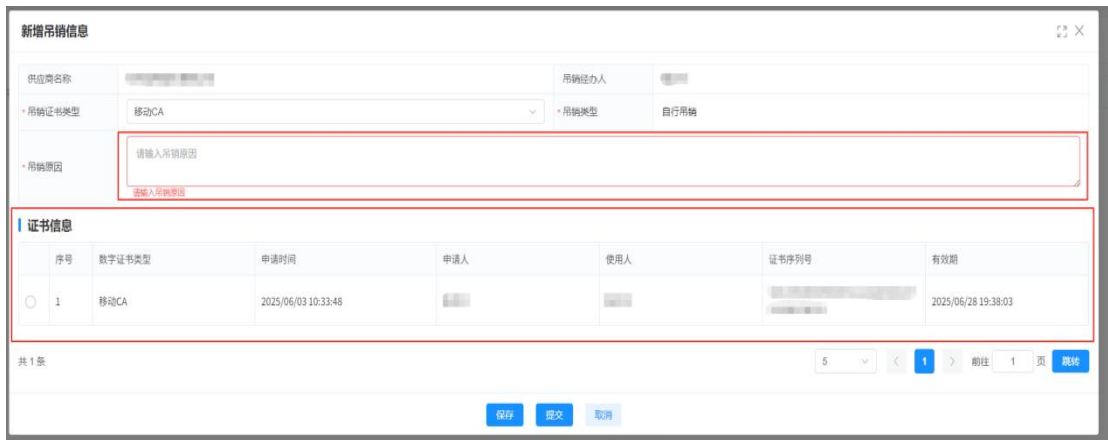 新增吊销信息
供应商名称
吊销经办人
* 吊销证书类型 移动CA * 吊销类型 自行吊销
* 吊销原因 请输入吊销原因
请输入吊销原因
证书信息
序号 数字证书类型 申请时间 申请人 使用人 证书序列号 有效期
1 移动CA 2025/06/03 10:33:48 2025/06/28 19:38:03
共 1 条 5 1 前往 1 页 跳转
保存 提交 取消